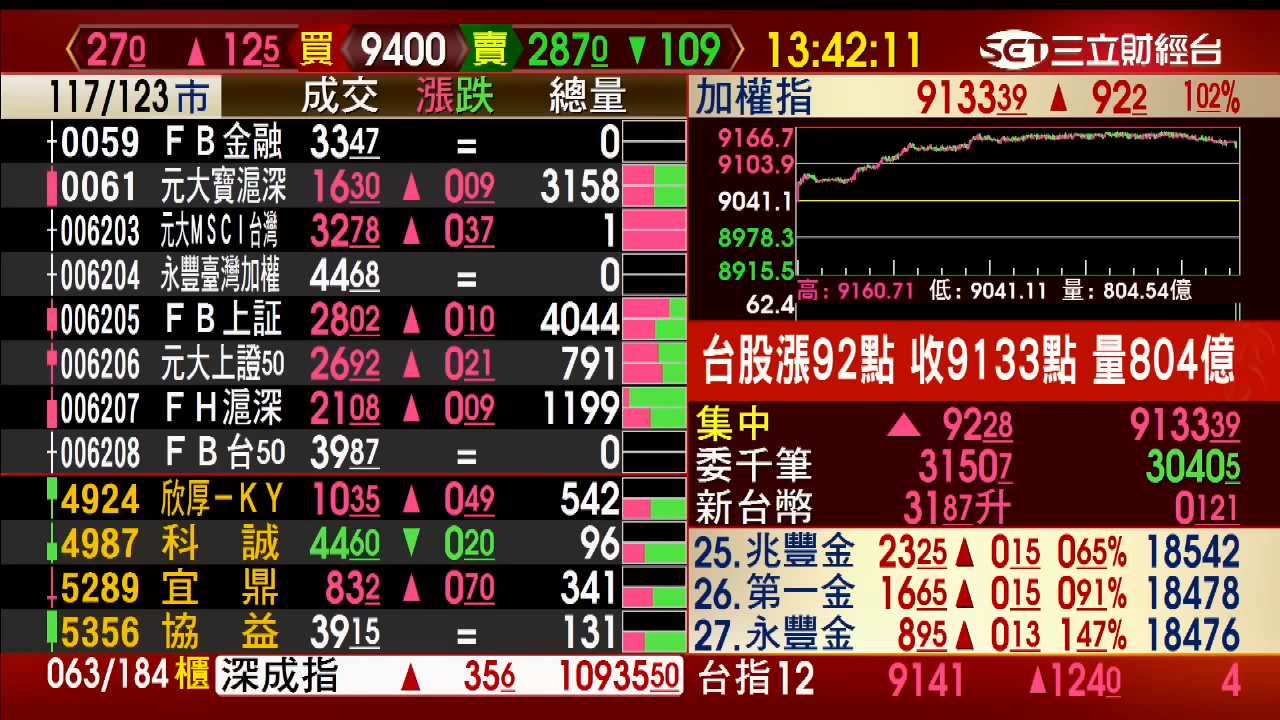 270 ▲ 125 買 9400 賣 2870 ▼ 109 13:42:11 SET 三立財經台
117/123 市 成交 漲跌 總量
0059 FB金融 3347 = 0
0061 元大寶滬深 1630 ▲ 009 3158
006203 元大MSCI台灣 3278 ▲ 037 1
006204 永豐臺灣加權 4468 = 0
006205 FB上証 2802 ▲ 010 4044
006206 元大上證50 2692 ▲ 021 791
006207 FH滬深 2108 ▲ 009 1199
006208 FB台50 3987 = 0
4924 欣厚-KY 1035 ▲ 049 542
4987 科誠 4460 ▼ 020 96
5289 宜鼎 832 ▲ 070 341
5356 協益 3915 = 131
063/184 櫃 深成指 ▲ 356 1093550
加權指 913339 ▲ 922 102%
9166.7
9103.9
9041.1
8978.3
8915.5
高: 9160.71 低: 9041.11 量: 804.54億
62.4
台股漲92點 收9133點 量804億
集中 ▲ 9228 913339
委千筆 31507 30405
新台幣 3187升 0121
25. 兆豐金 2325 ▲ 015 065% 18542
26. 第一金 1665 ▲ 015 091% 18478
27. 永豐金 895 ▲ 013 147% 18476
台指12 9141 ▲ 1240 4